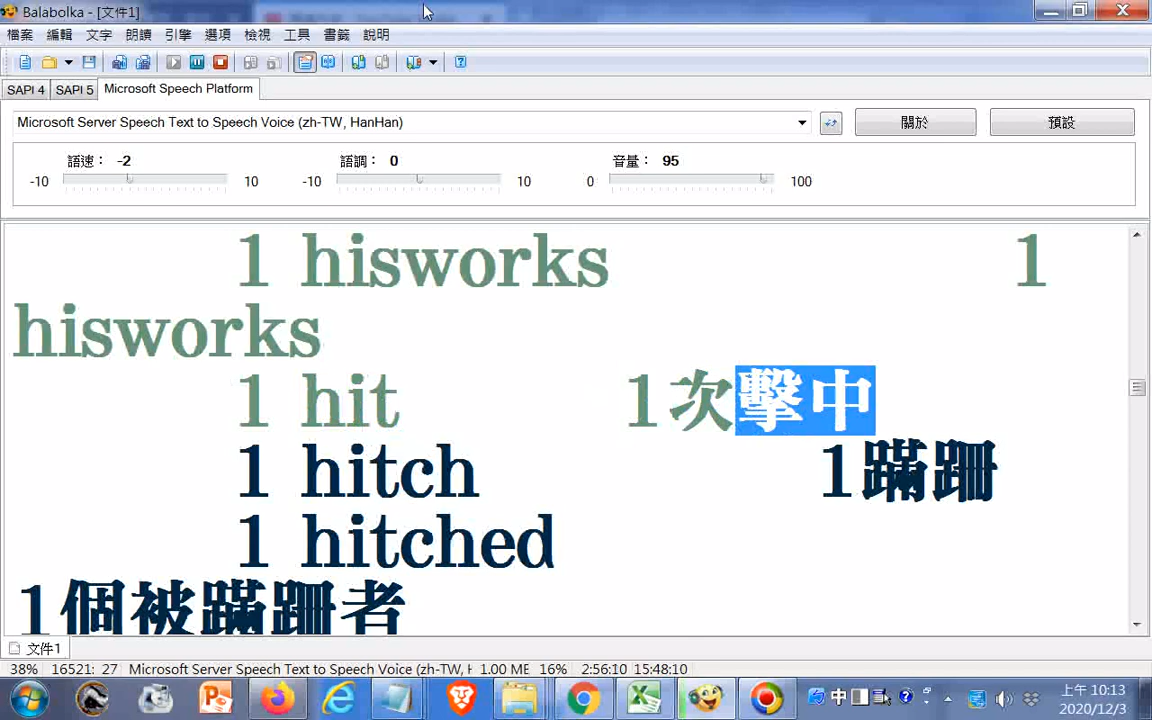 Balabolka - [文件1]
檔案 編輯 文字 朗讀 引擎 選項 檢視 工具 書籤 說明
SAPI 4 SAPI 5 Microsoft Speech Platform
Microsoft Server Speech Text to Speech Voice (zh-TW, HanHan) 關於 預設
語速： -2 語調： 0 音量： 95
-10 10 -10 10 0 100
1 hisworks 1
hisworks
1 hit 1次擊中
1 hitch 1蹣跚
1 hitched
1個被蹣跚者
文件1
38% 16521: 27 Microsoft Server Speech Text to Speech Voice (zh-TW, H 1.00 ME 16% 2:56:10 15:48:10
中 上午 10:13
2020/12/3